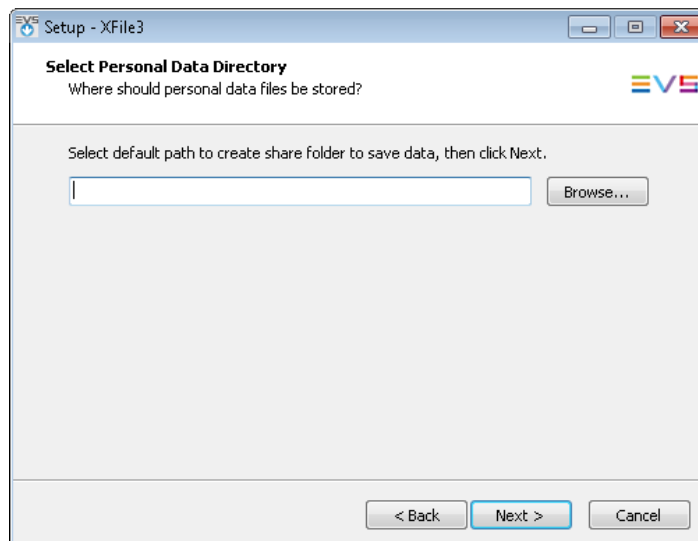 EVS
Setup - XFile3
Select Personal Data Directory
Where should personal data files be stored?
EVS
Select default path to create share folder to save data, then click Next.
Browse...
< Back
Next >
Cancel